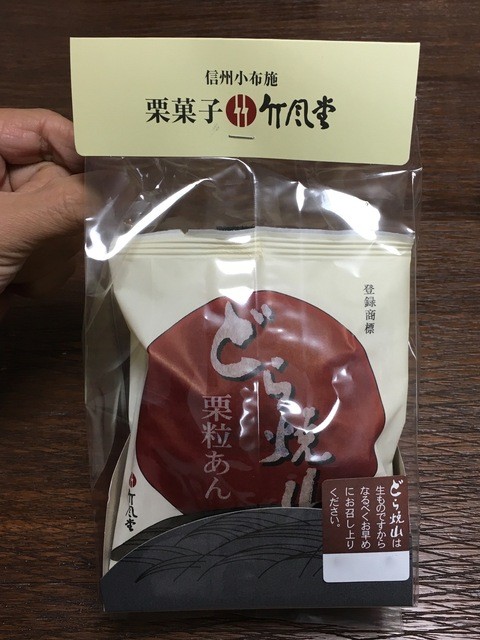 信州小布施
栗菓子 竹風堂
登録商標
どら焼山
栗粒あん
竹風堂
どら焼山は
生ものですから
なるべくお早め
にお召し上り
ください。